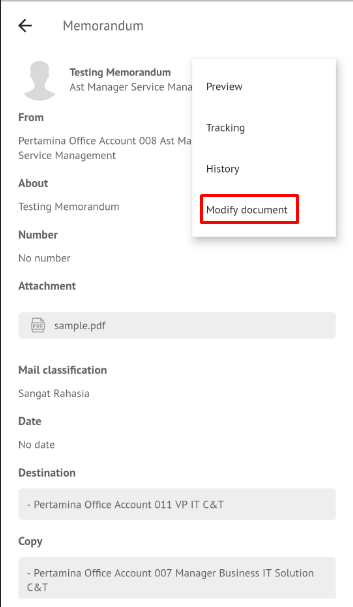 Memorandum
Testing Memorandum
Ast Manager Service Mana
Preview
Tracking
History
Modify document
From
Pertamina Office Account 008 Ast Ma
Service Management
About
Testing Memorandum
Number
No number
Attachment
PDF
sample.pdf
Mail classification
Sangat Rahasia
Date
No date
Destination
- Pertamina Office Account 011 VP IT C&T
Copy
- Pertamina Office Account 007 Manager Business IT Solution
C&T